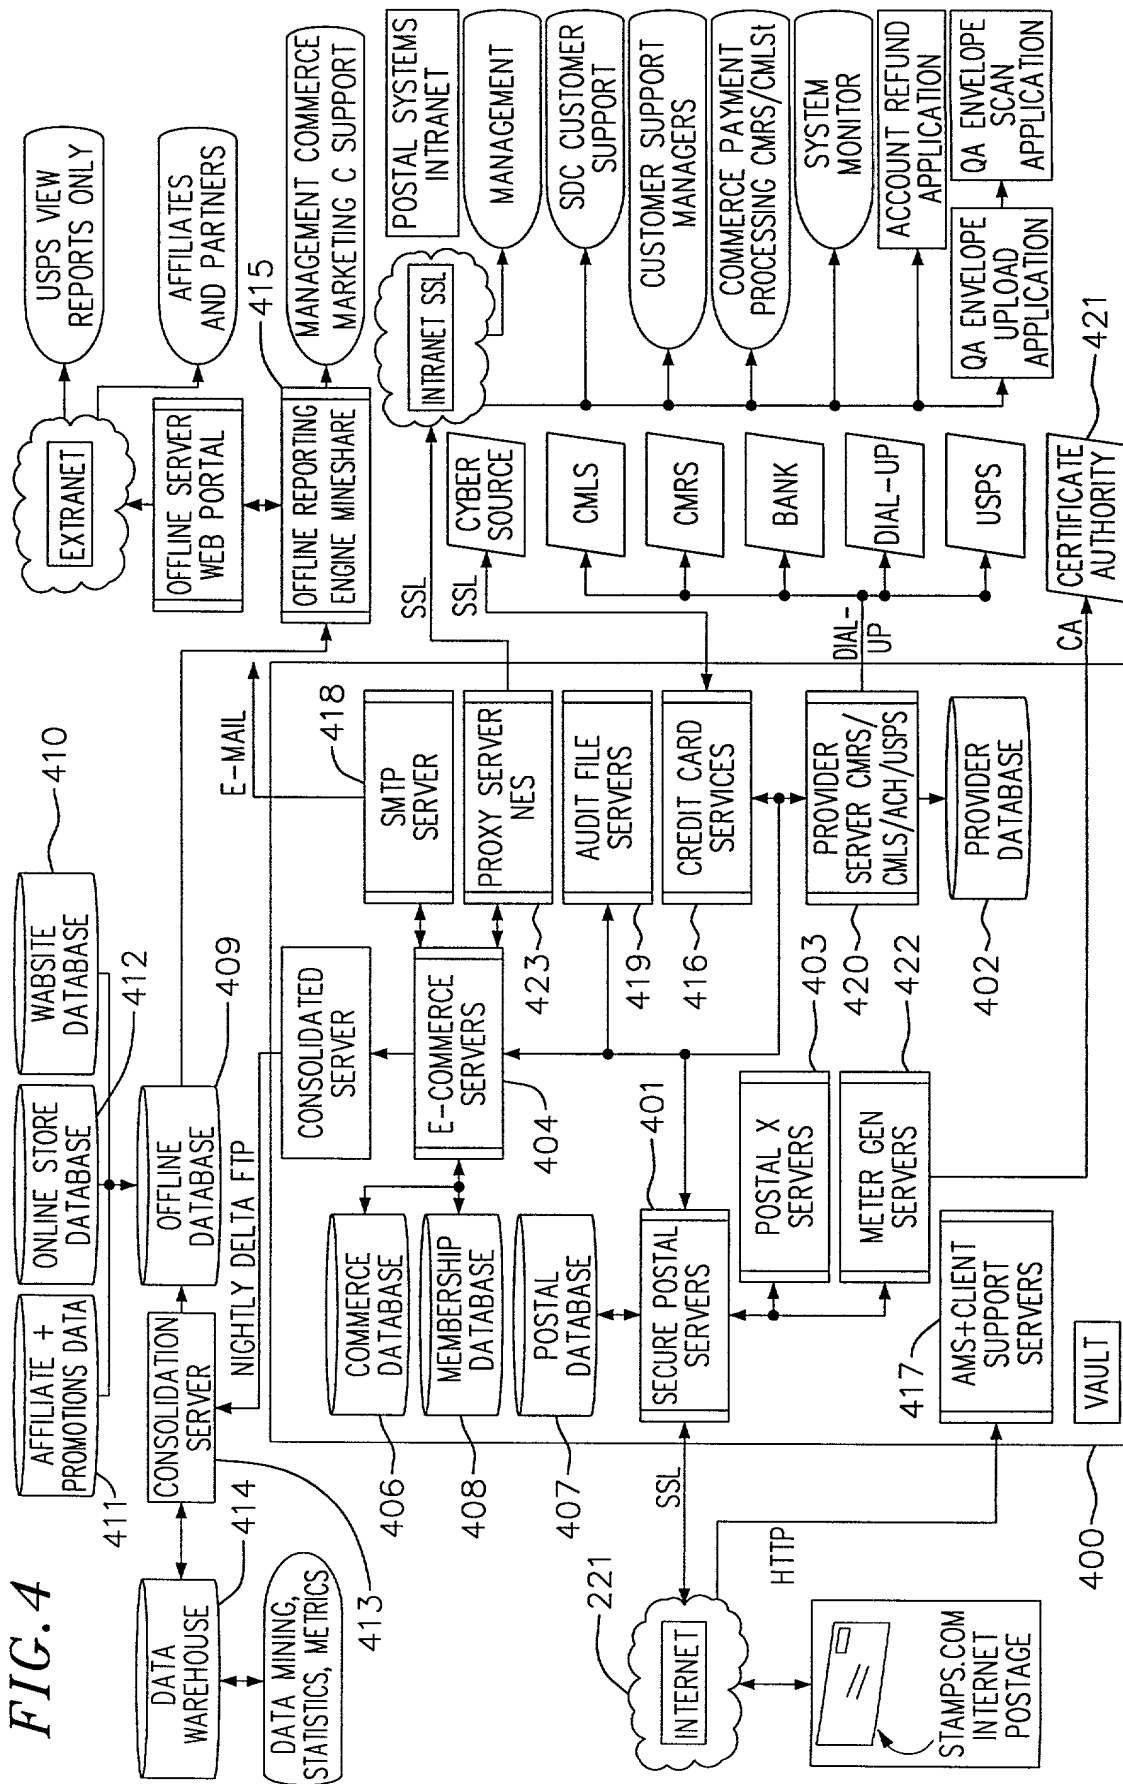 FIG.4
AFFILIATE +
PROMOTIONS DATA
411
ONLINE STORE
DATABASE
412
WABSITE
DATABASE
410
EXTRANET
USPS VIEW
REPORTS ONLY
AFFILIATES
AND PARTNERS
OFFLINE SERVER
WEB PORTAL
415
DATA
WAREHOUSE
414
CONSOLIDATION
SERVER
OFFLINE
DATABASE
409
E-MAIL
OFFLINE REPORTING
ENGINE MINESHARE
MANAGEMENT COMMERCE
MARKETING C SUPPORT
DATA MINING,
STATISTICS, METRICS
413
NIGHTLY DELTA FTP
CONSOLIDATED
SERVER
SMTP
SERVER
418
SSL
SSL
INTRANET SSL
POSTAL SYSTEMS
INTRANET
MANAGEMENT
COMMERCE
DATABASE
406
MEMBERSHIP
DATABASE
408
E-COMMERCE
SERVERS
404
PROXY SERVER
NES
423
CYBER
SOURCE
SDC CUSTOMER
SUPPORT
POSTAL
DATABASE
407
AUDIT FILE
SERVERS
419
CMLS
CUSTOMER SUPPORT
MANAGERS
221
INTERNET
SSL
SECURE POSTAL
SERVERS
401
CREDIT CARD
SERVICES
416
CMRS
COMMERCE PAYMENT
PROCESSING CMRS/CMLSt
POSTAL X
SERVERS
403
BANK
SYSTEM
MONITOR
HTTP
METER GEN
SERVERS
422
PROVIDER
SERVER CMRS/
CMLS/ACH/USPS
420
DIAL-
UP
DIAL-UP
ACCOUNT REFUND
APPLICATION
STAMPS.COM
INTERNET
POSTAGE
417
AMS+CLIENT
SUPPORT
SERVERS
PROVIDER
DATABASE
402
USPS
QA ENVELOPE
UPLOAD
APPLICATION
QA ENVELOPE
SCAN
APPLICATION
400
VAULT
CA
CERTIFICATE
AUTHORITY
421